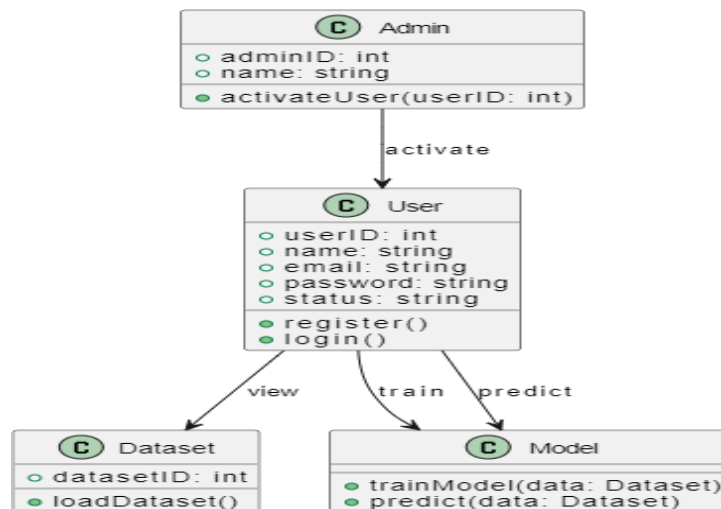 C Admin
adminID: int
name: string
activateUser(userID: int)
activate
C User
userID: int
name: string
email: string
password: string
status: string
register()
login()
view
train
predict
C Dataset
datasetID: int
loadDataset()
C Model
trainModel(data: Dataset)
predict(data: Dataset)